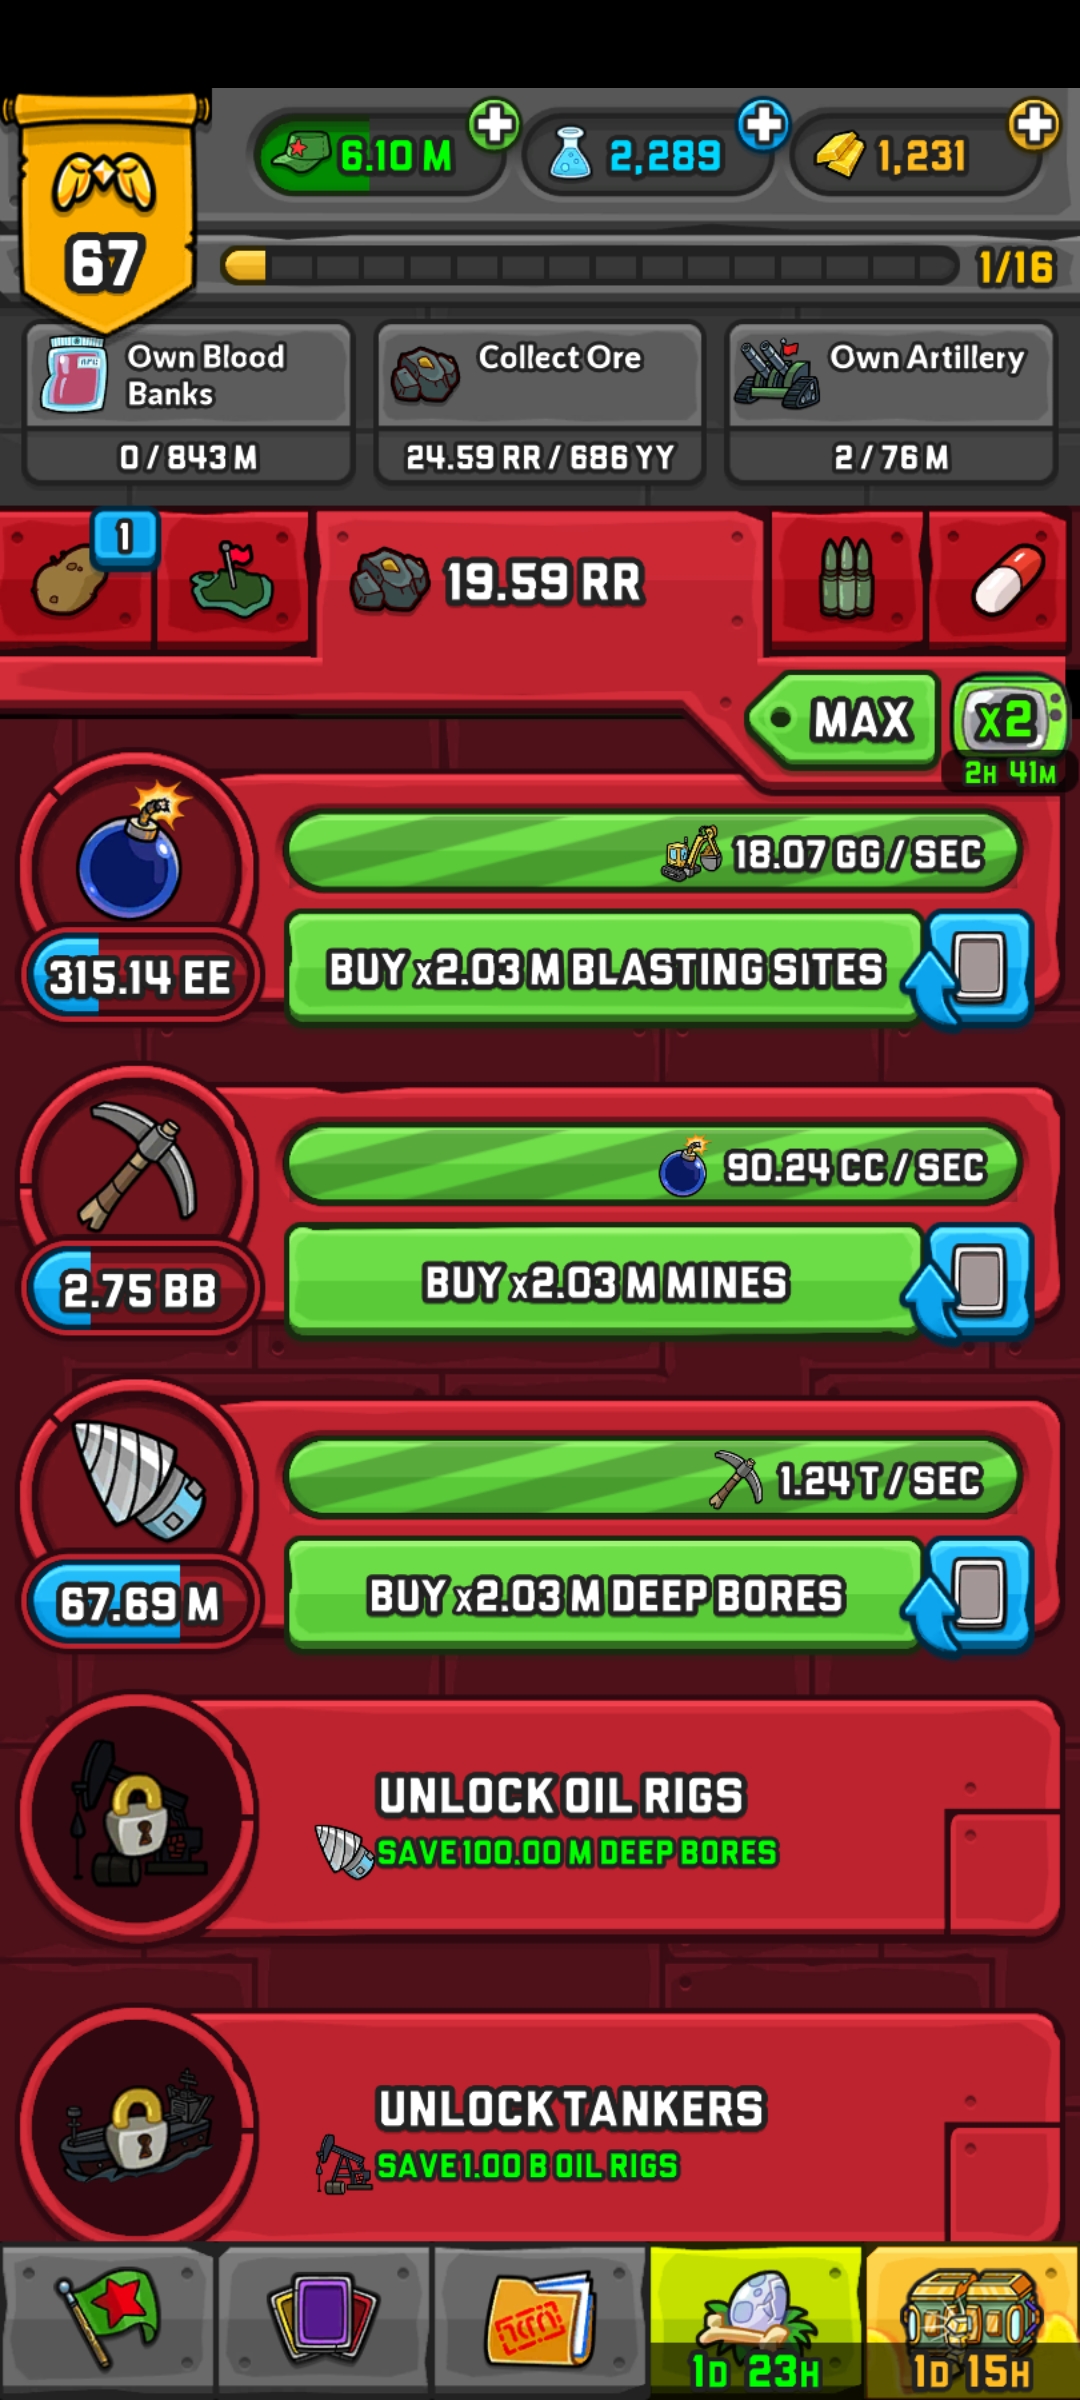 67
6.10 M
2,289
1,231
1/16
Own Blood
Banks
0 / 843 M
Collect Ore
24.59 RR / 686 YY
Own Artillery
2 / 76 M
1
19.59 RR
MAX
X2
2H 41M
18.07 GG / SEC
315.14 EE
BUY x2.03 M BLASTING SITES
90.24 CC / SEC
2.75 BB
BUY x2.03 M MINES
1.24 T / SEC
67.69 M
BUY x2.03 M DEEP BORES
UNLOCK OIL RIGS
SAVE 100.00 M DEEP BORES
UNLOCK TANKERS
SAVE 1.00 B OIL RIGS
1D 23H
1D 15H